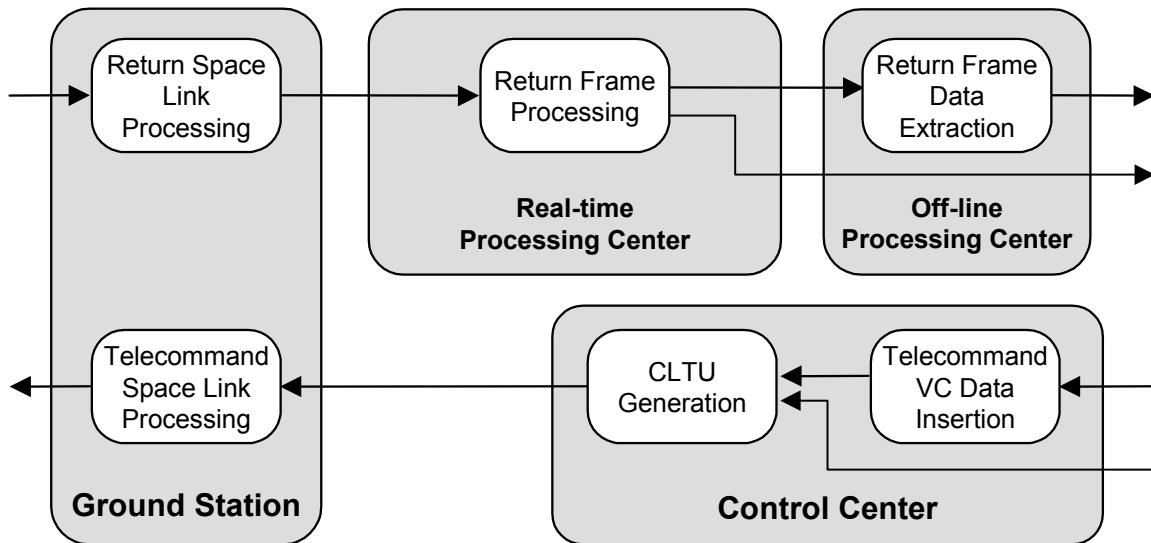 Return Space
Link
Processing
Return Frame
Processing
Return Frame
Data
Extraction
Real-time
Processing Center
Off-line
Processing Center
Telecommand
Space Link
Processing
CLTU
Generation
Telecommand
VC Data
Insertion
Ground Station
Control Center